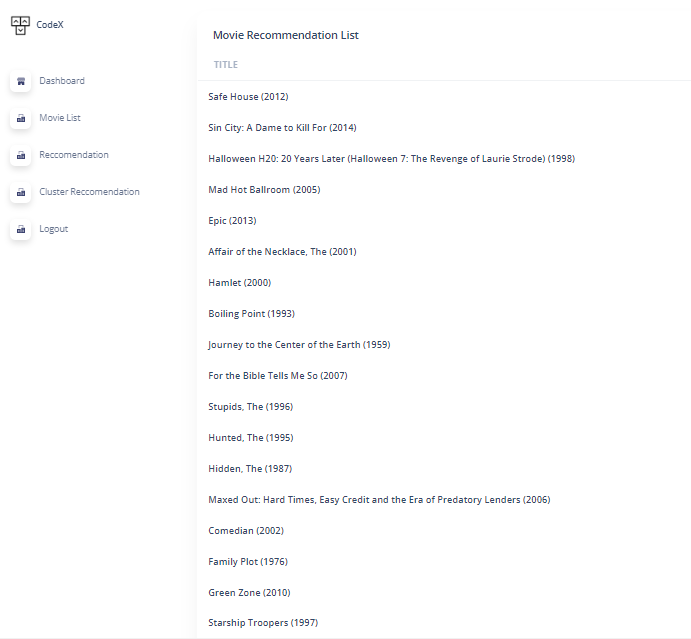 CodeX
Dashboard
Movie List
Reccomendation
Cluster Reccomendation
Logout
Movie Recommendation List
TITLE
Safe House (2012)
Sin City: A Dame to Kill For (2014)
Halloween H20: 20 Years Later (Halloween 7: The Revenge of Laurie Strode) (1998)
Mad Hot Ballroom (2005)
Epic (2013)
Affair of the Necklace, The (2001)
Hamlet (2000)
Boiling Point (1993)
Journey to the Center of the Earth (1959)
For the Bible Tells Me So (2007)
Stupids, The (1996)
Hunted, The (1995)
Hidden, The (1987)
Maxed Out: Hard Times, Easy Credit and the Era of Predatory Lenders (2006)
Comedian (2002)
Family Plot (1976)
Green Zone (2010)
Starship Troopers (1997)